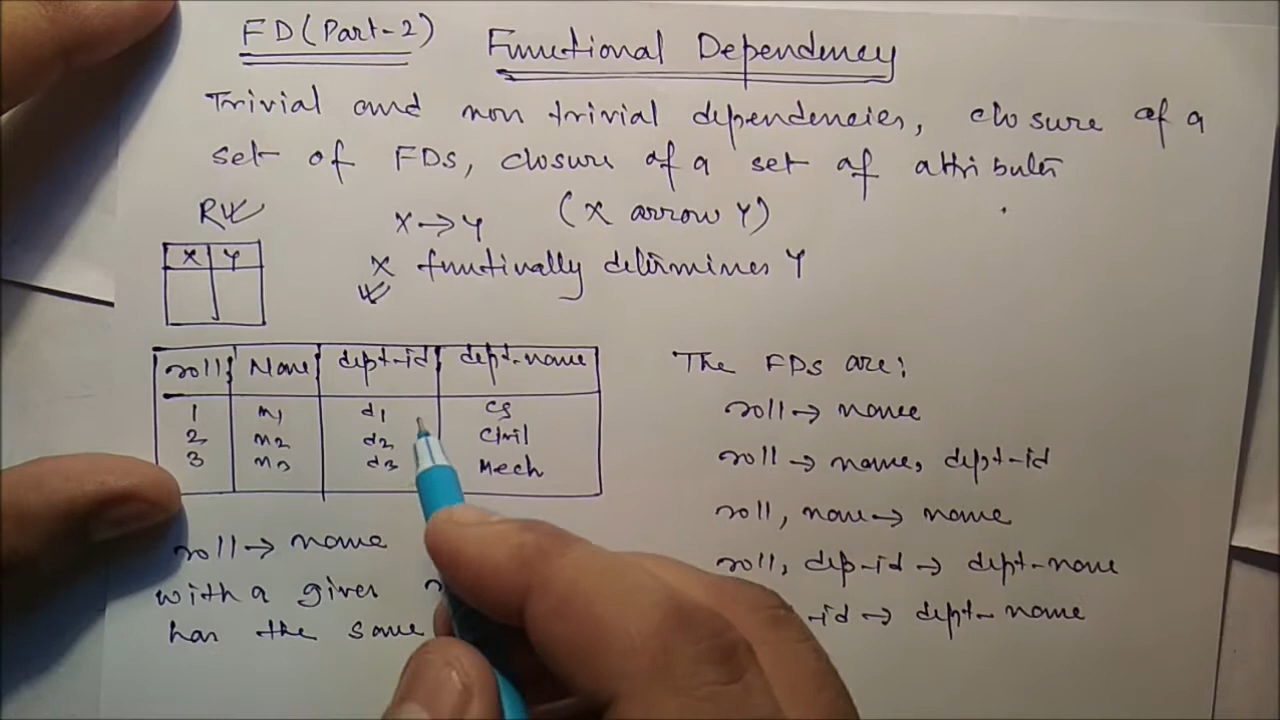 FD (Part-2)
Functional Dependency
Trivial and non trivial dependencies, closure of a
set of FDs, closure of a set of attributes
R
X → Y (X arrow Y)
X Y
X functinally determines Y
roll Name dept-id dept-name
1 n1 d1 CS
2 n2 d2 Civil
3 n3 d3 Mech
The FDs are:
roll → name
roll → name, dept-id
roll, name → name
roll, dep-id → dept-name
-id → dept-name
roll → name
with a given
has the same